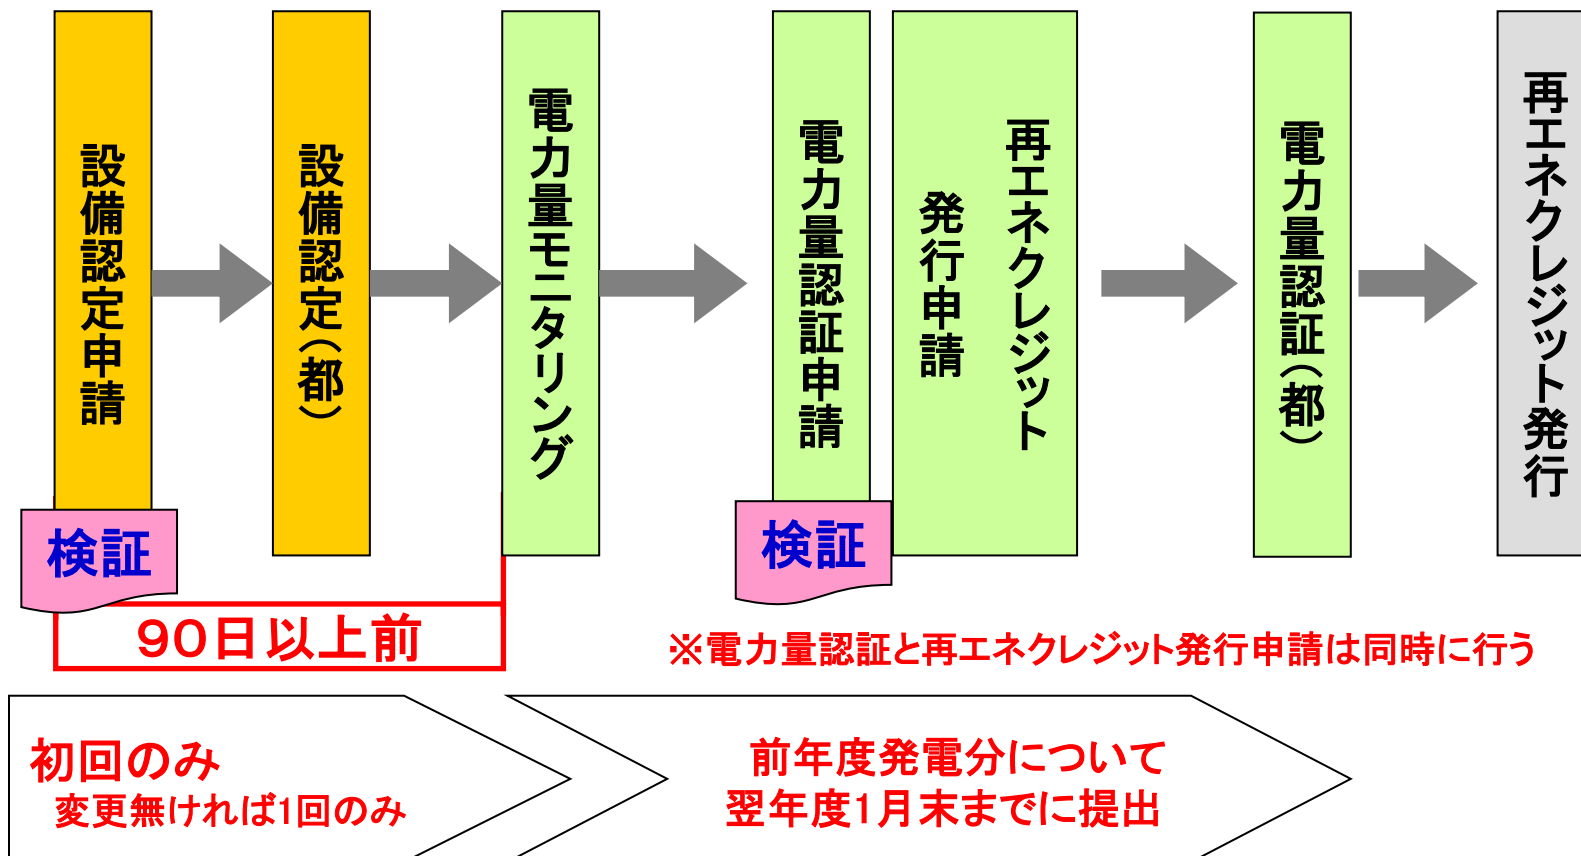 設備認定申請
設備認定（都）
電力量モニタリング
電力量認証申請
再エネクレジット
発行申請
電力量認証（都）
再エネクレジット発行
検証
検証
90日以上前
※電力量認証と再エネクレジット発行申請は同時に行う
初回のみ
変更無ければ1回のみ
前年度発電分について
翌年度1月末までに提出